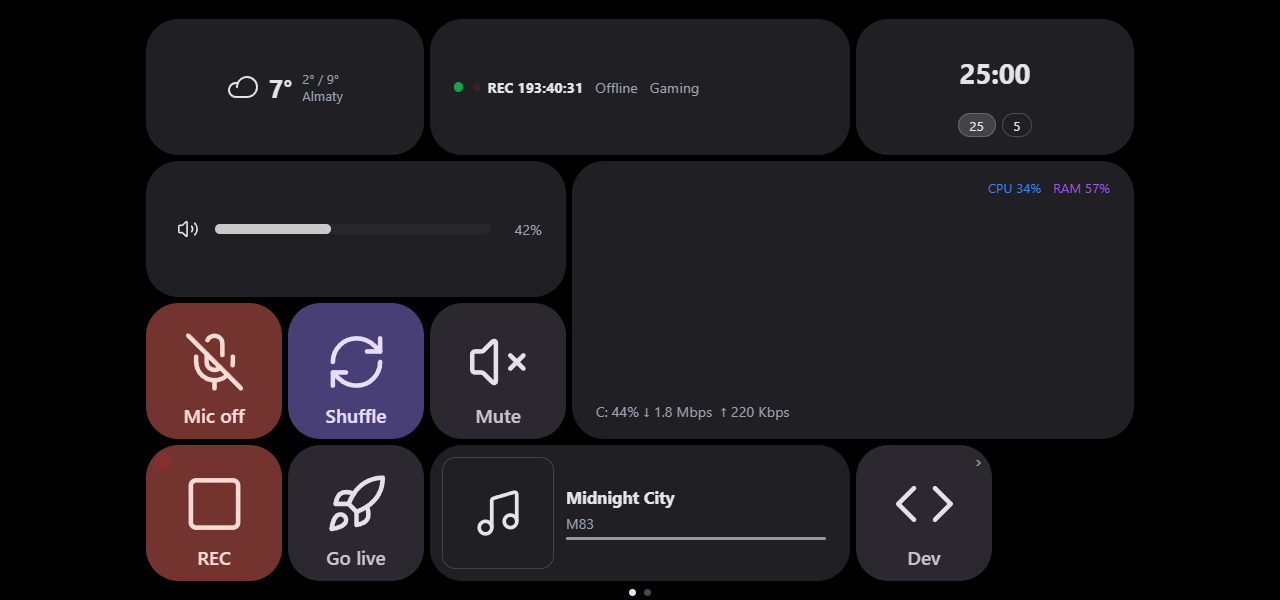 7° 2° / 9°
Almaty
REC 193:40:31 Offline Gaming
25:00
25 5
42%
CPU 34% RAM 57%
C: 44% ↓ 1.8 Mbps ↑ 220 Kbps
Mic off
Shuffle
Mute
REC
Go live
Midnight City
M83
Dev